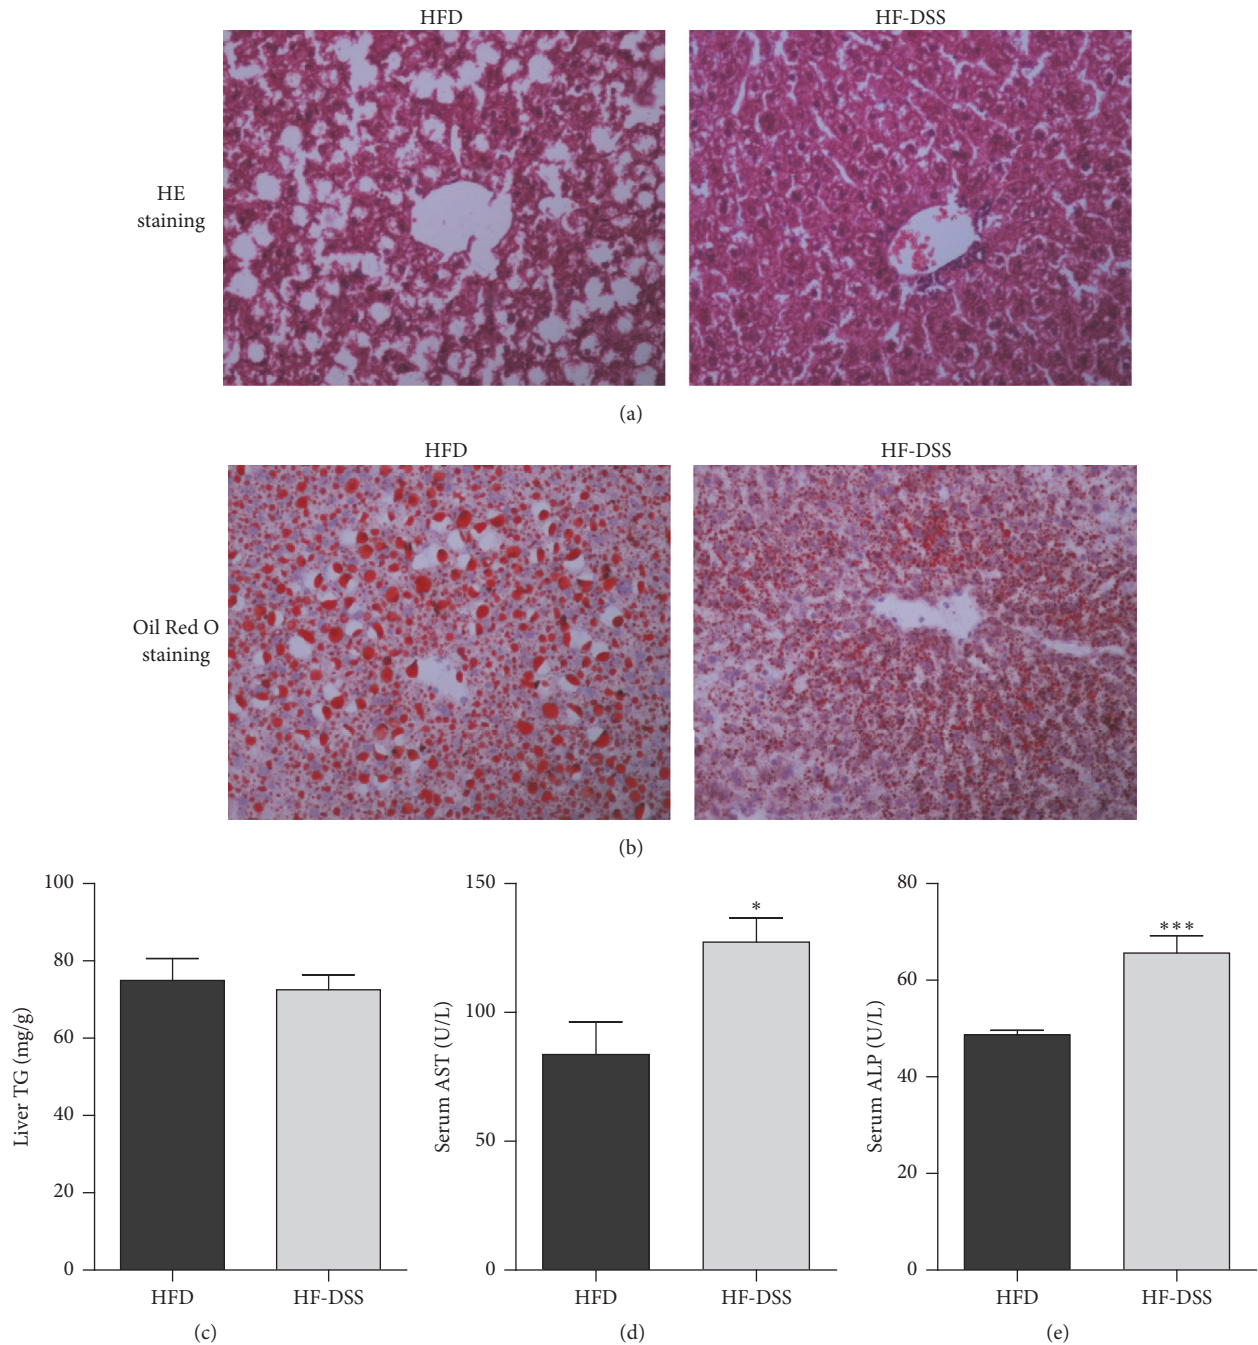 HFD
HF-DSS
HE
staining
(a)
HFD
HF-DSS
Oil Red O
staining
(b)
100
80
60
40
20
0
Liver TG (mg/g)
HFD
HF-DSS
(c)
150
100
50
0
Serum AST (U/L)
*
HFD
HF-DSS
(d)
80
60
40
20
0
Serum ALP (U/L)
***
HFD
HF-DSS
(e)